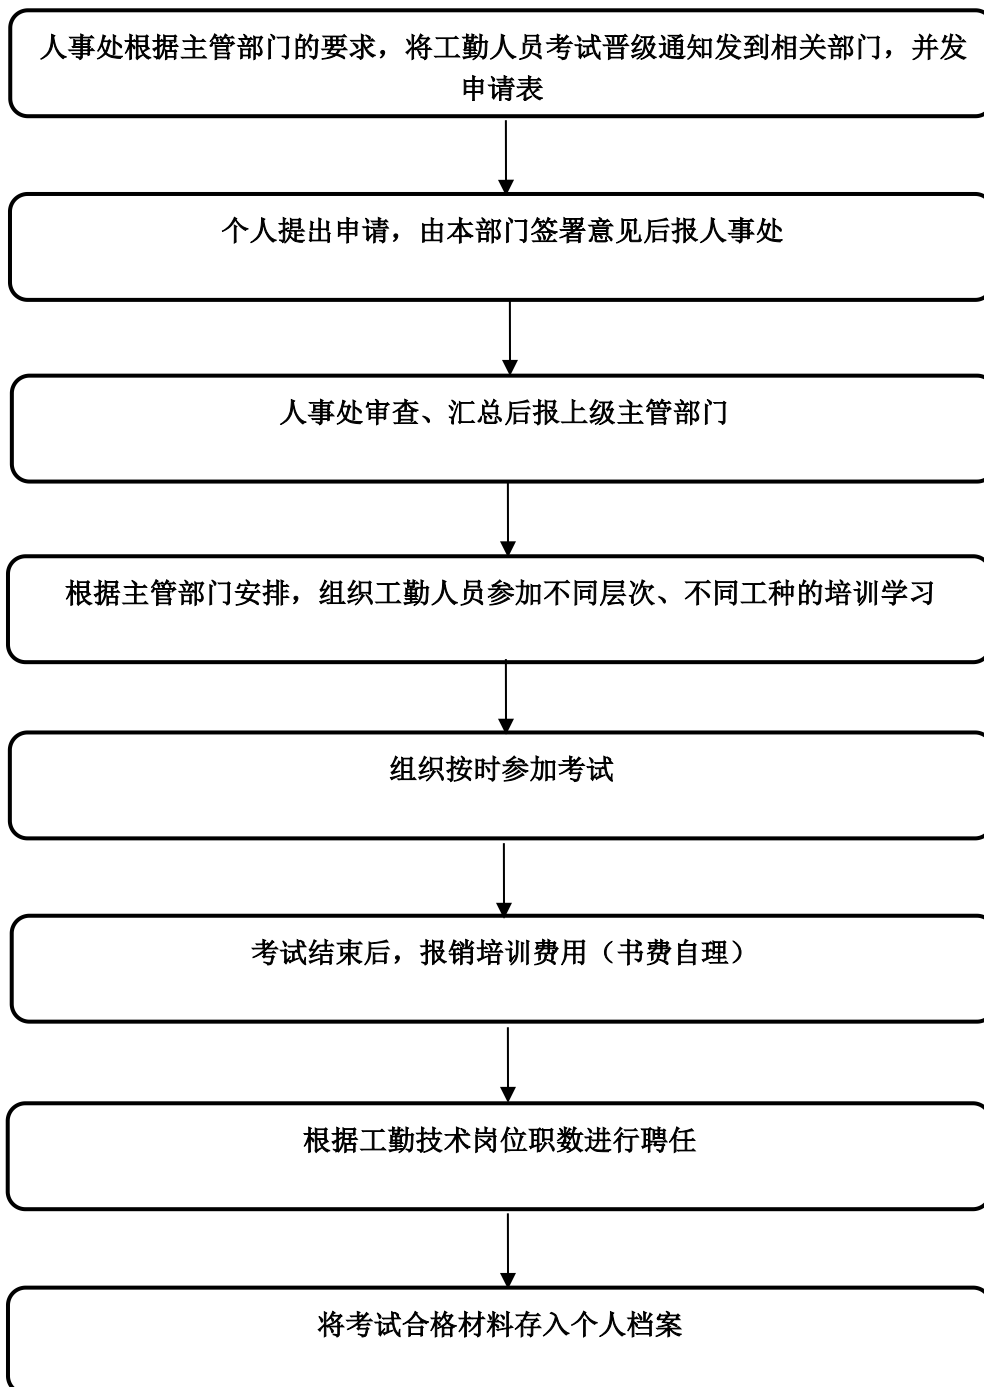 人事处根据主管部门的要求，将工勤人员考试晋级通知发到相关部门，并发
申请表
个人提出申请，由本部门签署意见后报人事处
人事处审查、汇总后报上级主管部门
根据主管部门安排，组织工勤人员参加不同层次、不同工种的培训学习
组织按时参加考试
考试结束后，报销培训费用（书费自理）
根据工勤技术岗位职数进行聘任
将考试合格材料存入个人档案